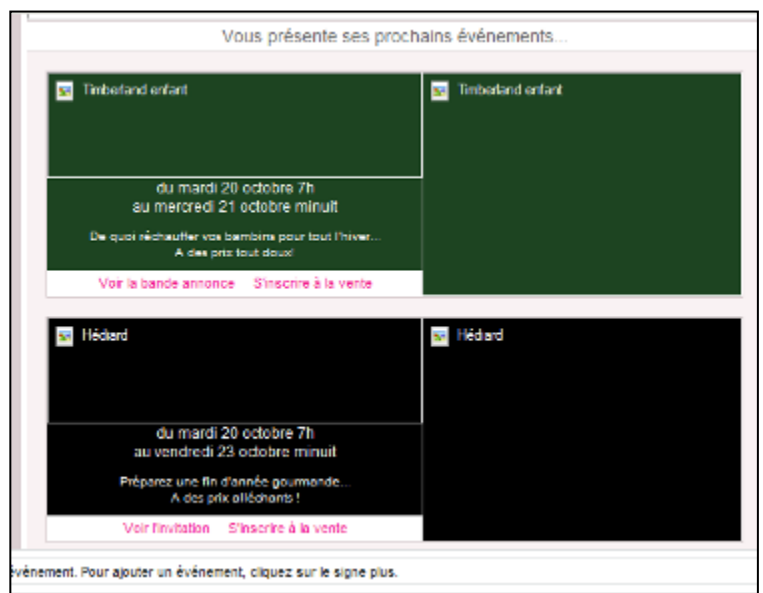 Vous présente ses prochains événements...
Timberland enfant
Timberland enfant
du mardi 20 octobre 7h
au mercredi 21 octobre minuit
De quoi réchauffer vos bambins pour tout l'hiver...
A des prix tout doux!
Voir la bande annonce S'inscrire à la vente
Hédiard
Hédiard
du mardi 20 octobre 7h
au vendredi 23 octobre minuit
Préparez une fin d'année gourmande...
A des prix alléchants !
Voir l'invitation S'inscrire à la vente
évènement. Pour ajouter un événement, cliquez sur le signe plus.